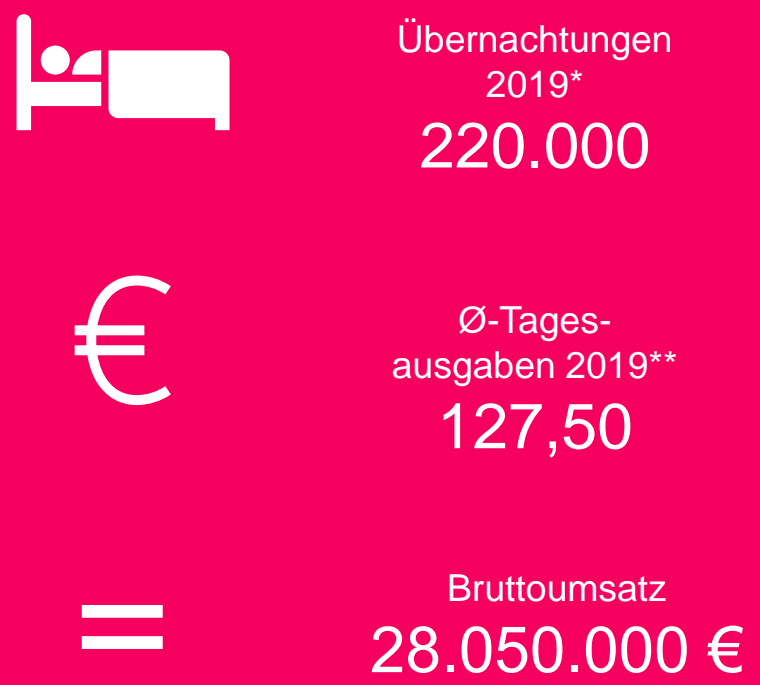 Übernachtungen
2019*
220.000
€
Ø-Tages-
ausgaben 2019**
127,50
=
Bruttoumsatz
28.050.000 €